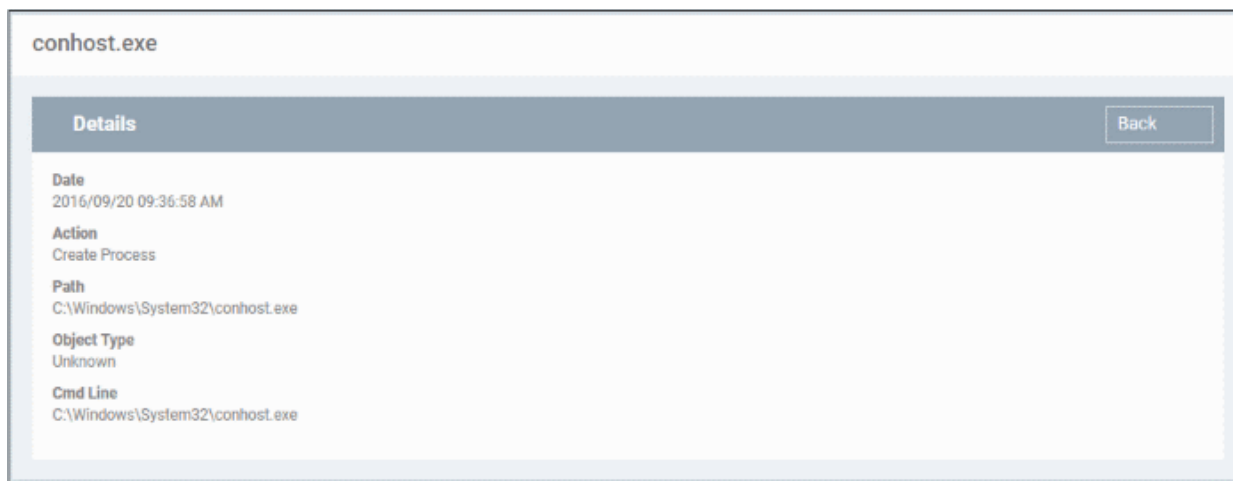 conhost.exe
Details
Back
Date
2016/09/20 09:36:58 AM
Action
Create Process
Path
C:\Windows\System32\conhost.exe
Object Type
Unknown
Cmd Line
C:\Windows\System32\conhost.exe